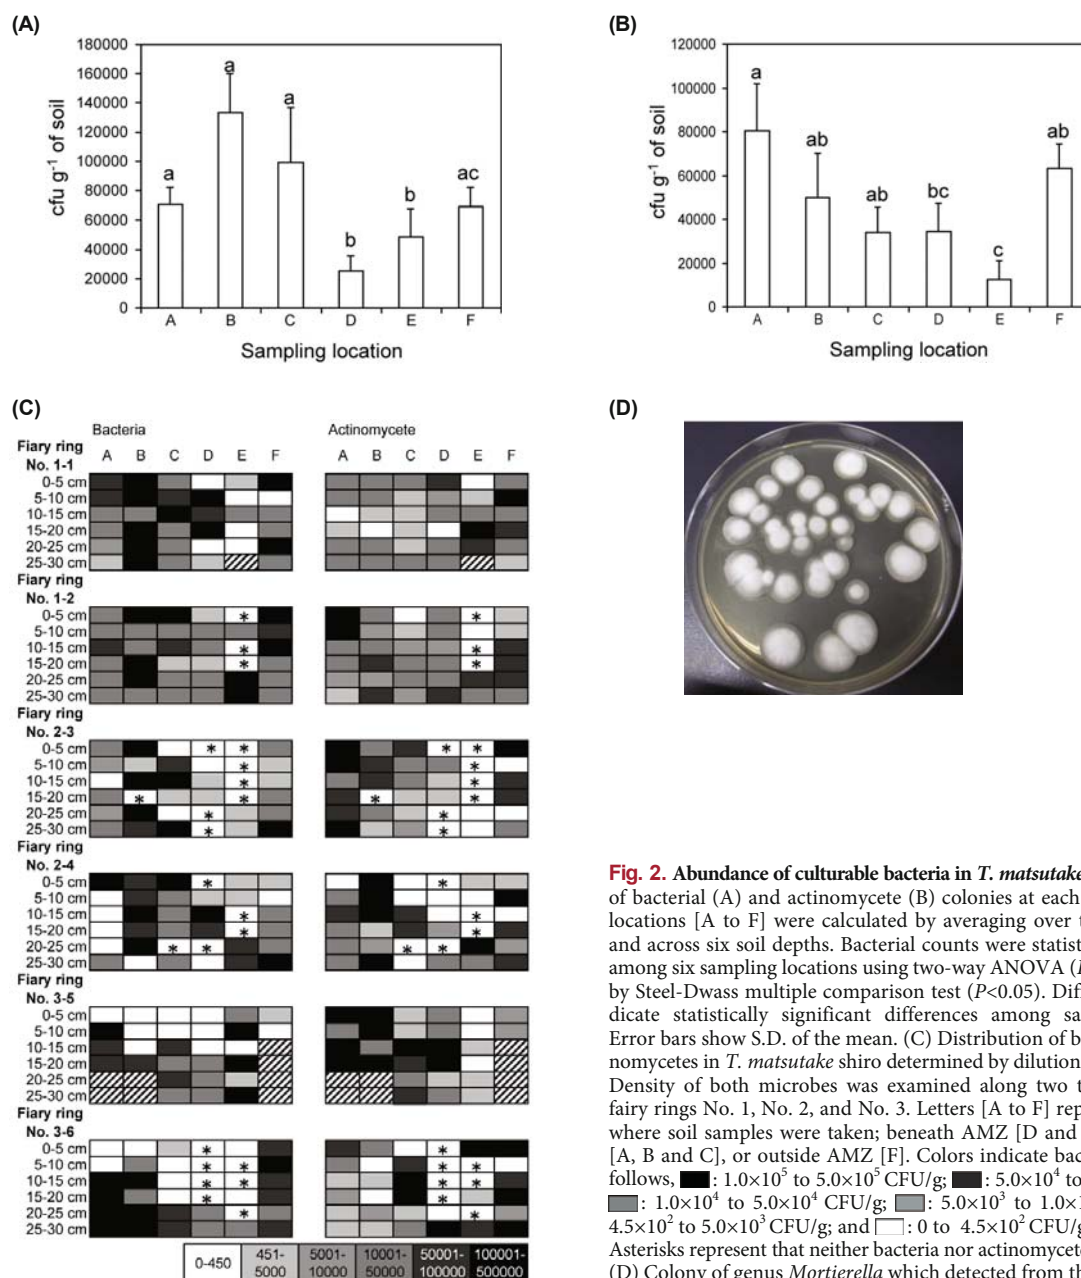 (A)
180000
160000
140000
120000
100000
80000
60000
40000
20000
0
cfu g-1 of soil
a
a
a
b
b
ac
A B C D E F
Sampling location
(B)
120000
100000
80000
60000
40000
20000
0
cfu g-1 of soil
a
ab
ab
bc
c
ab
A B C D E F
Sampling location
(C)
Bacteria Actinomycete
Fiary ring A B C D E F A B C D E F
No. 1-1
0-5 cm
5-10 cm
10-15 cm
15-20 cm
20-25 cm
25-30 cm
Fiary ring
No. 1-2
0-5 cm * *
5-10 cm
10-15 cm * *
15-20 cm * *
20-25 cm
25-30 cm
Fiary ring
No. 2-3
0-5 cm * * * *
5-10 cm * *
10-15 cm * *
15-20 cm * * * *
20-25 cm * *
25-30 cm * *
Fiary ring
No. 2-4
0-5 cm * *
5-10 cm
10-15 cm * *
15-20 cm * *
20-25 cm * * * *
25-30 cm
Fiary ring
No. 3-5
0-5 cm
5-10 cm
10-15 cm
15-20 cm
20-25 cm
25-30 cm
Fiary ring
No. 3-6
0-5 cm * *
5-10 cm * * * *
10-15 cm * * * *
15-20 cm * *
20-25 cm * *
25-30 cm
0-450 451-5000 5001-10000 10001-50000 50001-100000 100001-500000
(D)
Fig. 2. Abundance of culturable bacteria in T. matsutake
of bacterial (A) and actinomycete (B) colonies at each
locations [A to F] were calculated by averaging over t
and across six soil depths. Bacterial counts were statist
among six sampling locations using two-way ANOVA (
by Steel-Dwass multiple comparison test (P<0.05). Diff
dicate statistically significant differences among sa
Error bars show S.D. of the mean. (C) Distribution of b
nomycetes in T. matsutake shiro determined by dilution
Density of both microbes was examined along two t
fairy rings No. 1, No. 2, and No. 3. Letters [A to F] rep
where soil samples were taken; beneath AMZ [D and
[A, B and C], or outside AMZ [F]. Colors indicate bac
follows, : 1.0×10⁵ to 5.0×10⁵ CFU/g; : 5.0×10⁴ to
: 1.0×10⁴ to 5.0×10⁴ CFU/g; : 5.0×10³ to 1.0×1
4.5×10² to 5.0×10³ CFU/g; and : 0 to 4.5×10² CFU/g
Asterisks represent that neither bacteria nor actinomycet
(D) Colony of genus Mortierella which detected from th